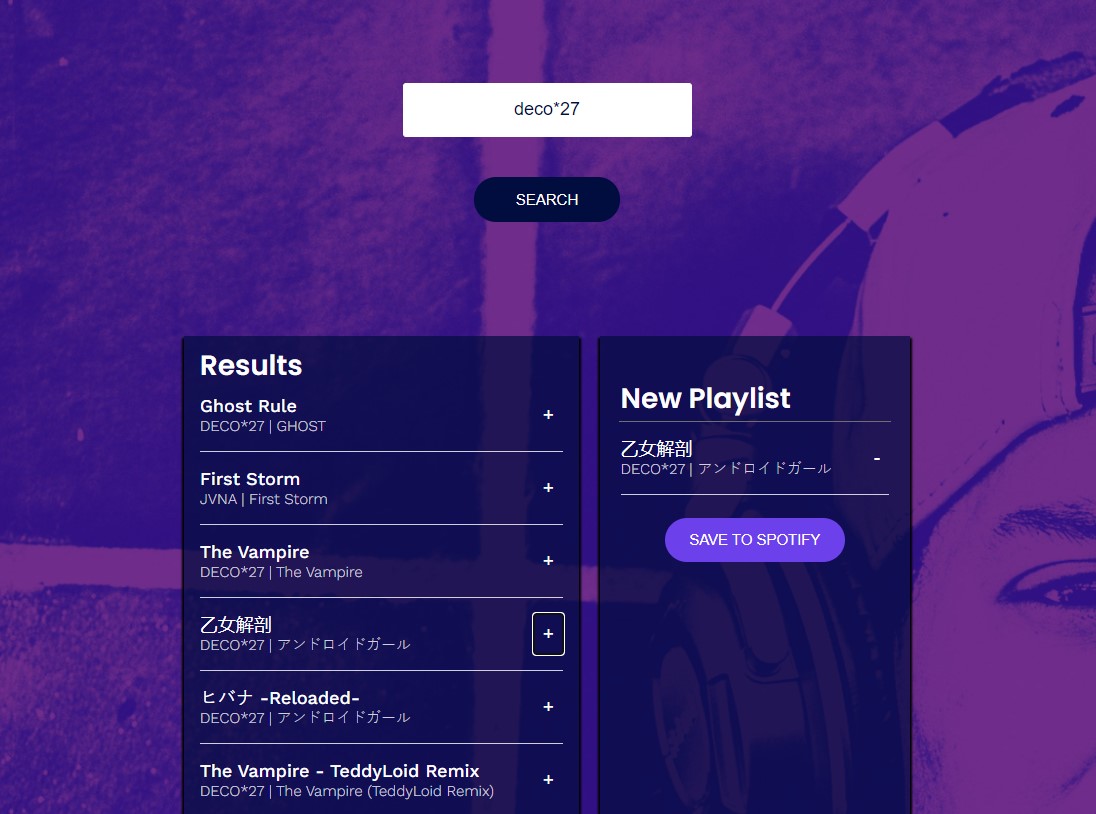 deco*27
SEARCH
Results
Ghost Rule
DECO*27 | GHOST
+
First Storm
JVNA | First Storm
+
The Vampire
DECO*27 | The Vampire
+
乙女解剖
DECO*27 | アンドロイドガール
+
ヒバナ -Reloaded-
DECO*27 | アンドロイドガール
+
The Vampire - TeddyLoid Remix
DECO*27 | The Vampire (TeddyLoid Remix)
+
New Playlist
乙女解剖
DECO*27 | アンドロイドガール
-
SAVE TO SPOTIFY